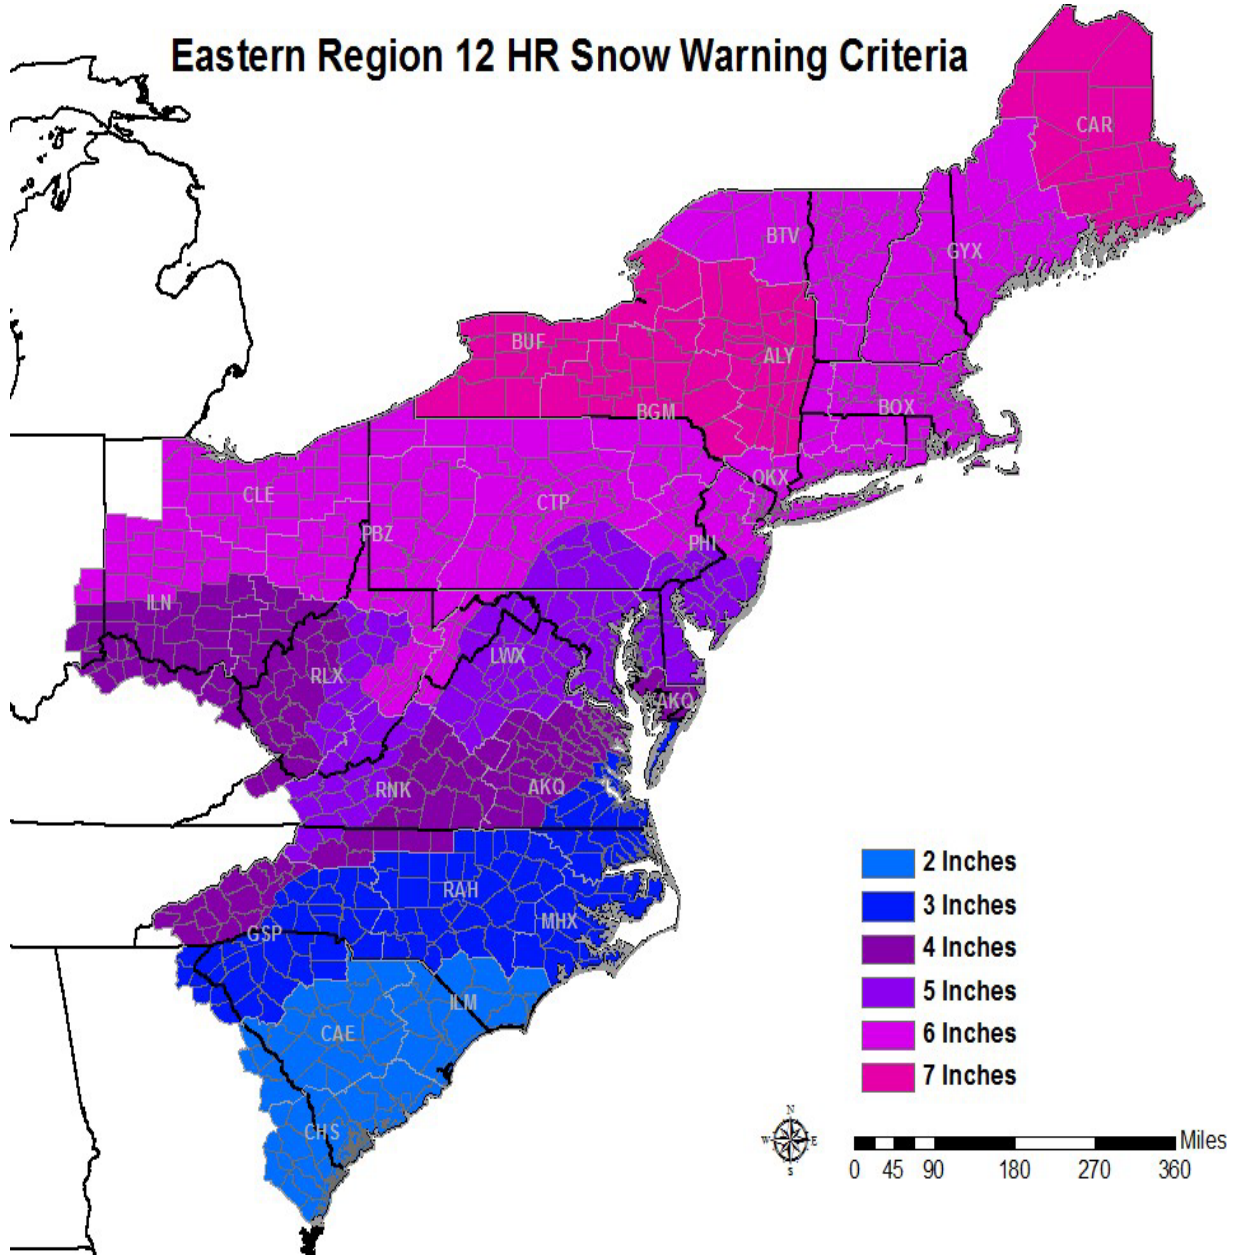 Eastern Region 12 HR Snow Warning Criteria
CAR
BTV
GYX
BUF
ALY
BGM
BOX
OKX
CLE
CTP
PBZ
PHI
ILN
LWX
RLX
AKQ
RNK
AKQ
RAH
MHX
GSP
ILM
CAE
CHS
2 Inches
3 Inches
4 Inches
5 Inches
6 Inches
7 Inches
N
W E
S
Miles
0 45 90 180 270 360